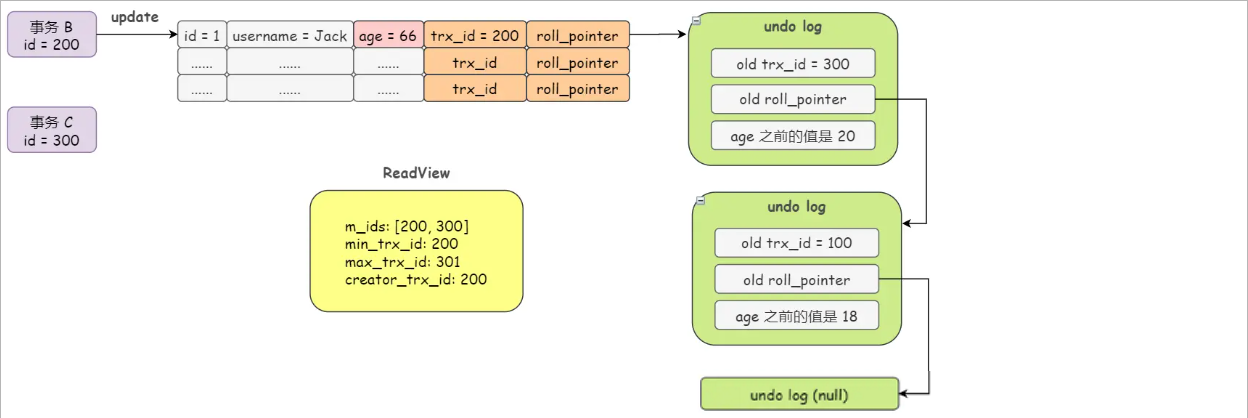 事务 B
id = 200
update
id = 1 username = Jack age = 66 trx_id = 200 roll_pointer
...... ...... ...... trx_id roll_pointer
...... ...... ...... trx_id roll_pointer
事务 C
id = 300
ReadView
m_ids: [200, 300]
min_trx_id: 200
max_trx_id: 301
creator_trx_id: 200
undo log
old trx_id = 300
old roll_pointer
age 之前的值是 20
undo log
old trx_id = 100
old roll_pointer
age 之前的值是 18
undo log (null)